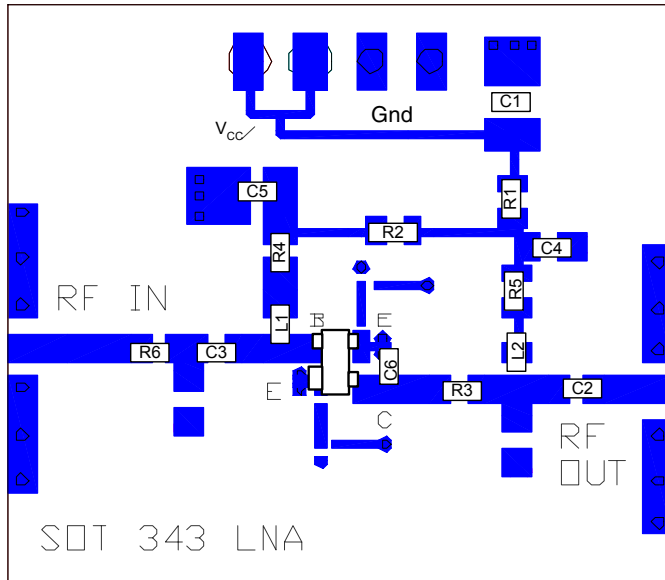 C1
Gnd
VCC
C5
R1
R2
R4
C4
R5
RF IN
L1
B
E
R6
C3
C6
L2
E
R3
C2
C
RF
OUT
SOT 343 LNA